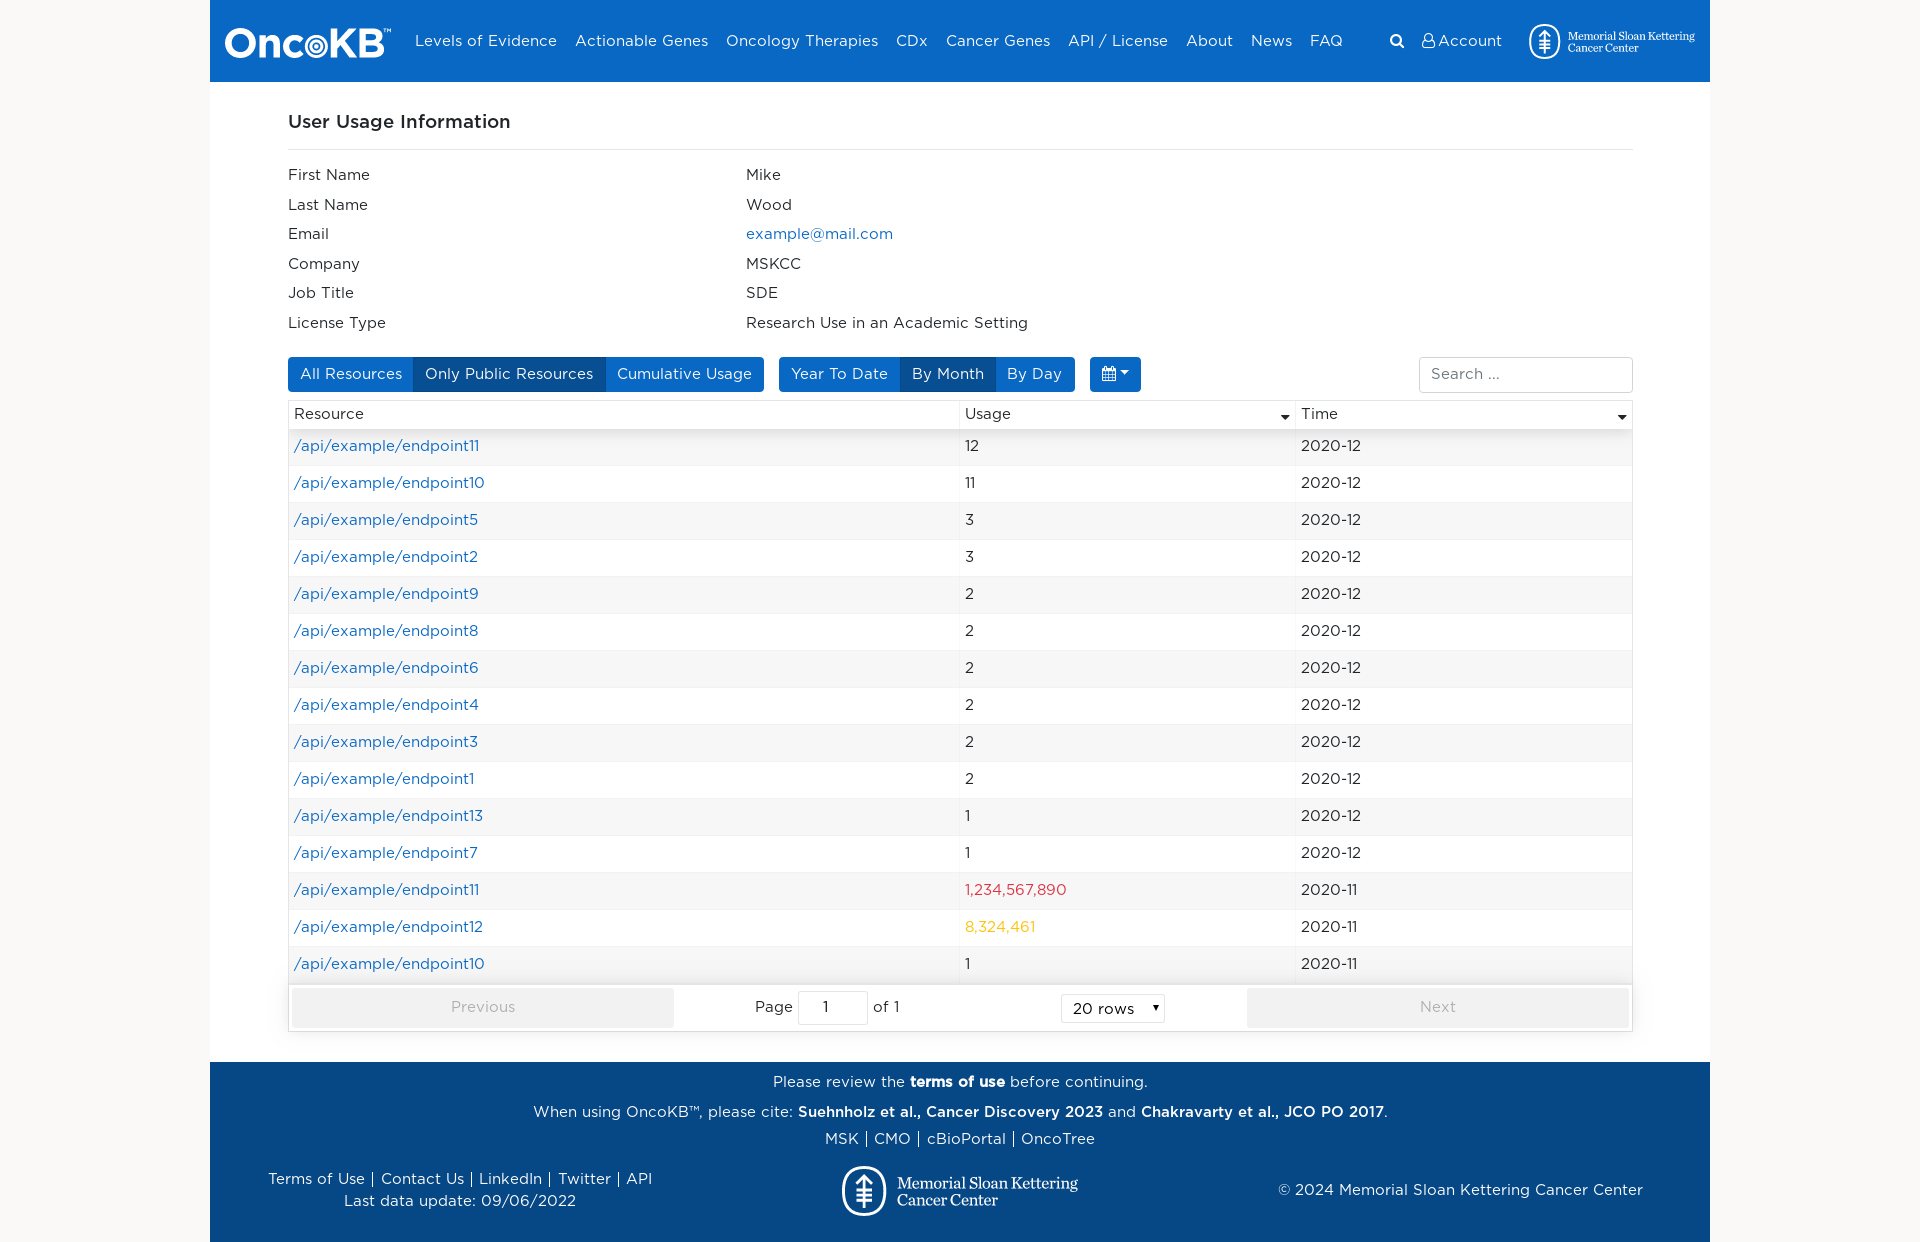 OncoKB™ Levels of Evidence Actionable Genes Oncology Therapies CDx Cancer Genes API / License About News FAQ Account Memorial Sloan Kettering Cancer Center
User Usage Information
First Name Mike
Last Name Wood
Email example@mail.com
Company MSKCC
Job Title SDE
License Type Research Use in an Academic Setting
All Resources Only Public Resources Cumulative Usage Year To Date By Month By Day Search ...
Resource Usage Time
/api/example/endpoint11 12 2020-12
/api/example/endpoint10 11 2020-12
/api/example/endpoint5 3 2020-12
/api/example/endpoint2 3 2020-12
/api/example/endpoint9 2 2020-12
/api/example/endpoint8 2 2020-12
/api/example/endpoint6 2 2020-12
/api/example/endpoint4 2 2020-12
/api/example/endpoint3 2 2020-12
/api/example/endpoint1 2 2020-12
/api/example/endpoint13 1 2020-12
/api/example/endpoint7 1 2020-12
/api/example/endpoint11 1,234,567,890 2020-11
/api/example/endpoint12 8,324,461 2020-11
/api/example/endpoint10 1 2020-11
Previous Page 1 of 1 20 rows Next
Please review the terms of use before continuing.
When using OncoKB™, please cite: Suehnholz et al., Cancer Discovery 2023 and Chakravarty et al., JCO PO 2017.
MSK | CMO | cBioPortal | OncoTree
Terms of Use | Contact Us | LinkedIn | Twitter | API
Last data update: 09/06/2022
Memorial Sloan Kettering
Cancer Center
© 2024 Memorial Sloan Kettering Cancer Center